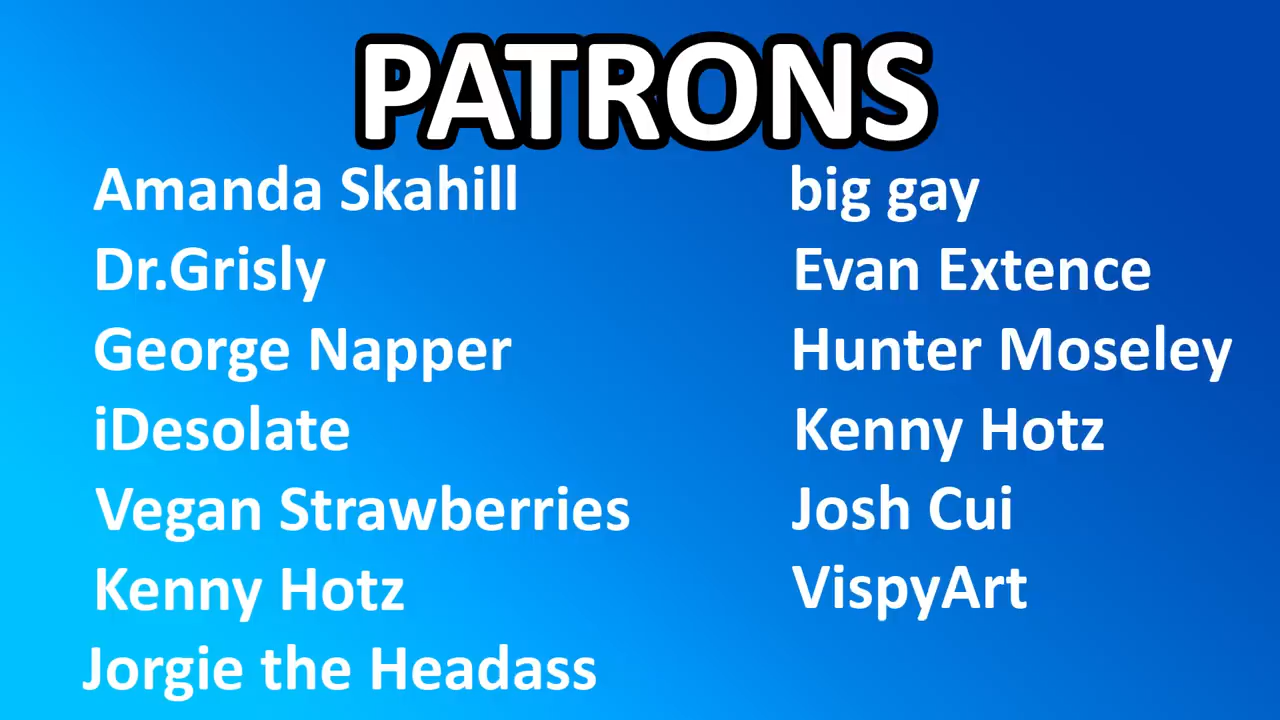 PATRONS
Amanda Skahill
Dr.Grisly
George Napper
iDesolate
Vegan Strawberries
Kenny Hotz
Jorgie the Headass
big gay
Evan Extence
Hunter Moseley
Kenny Hotz
Josh Cui
VispyArt